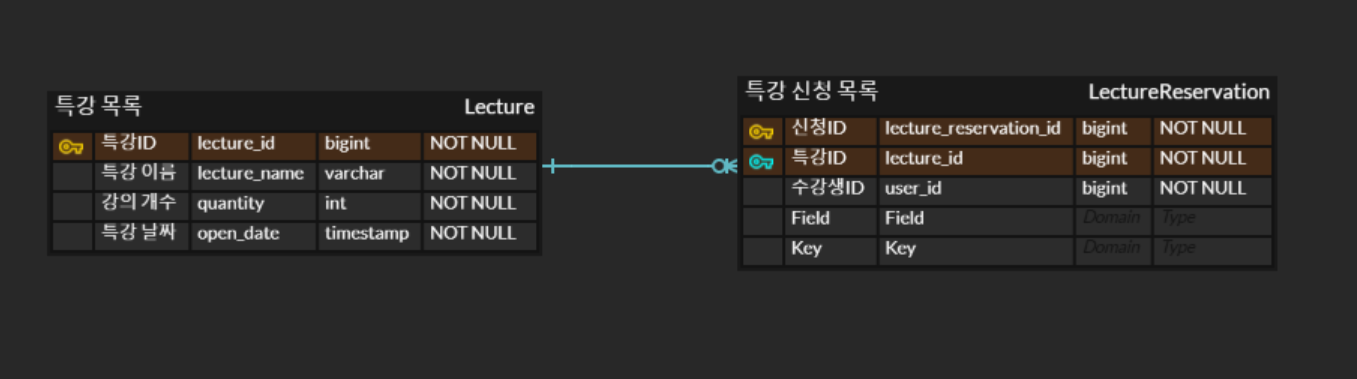 특강 목록 Lecture
특강ID lecture_id bigint NOT NULL
특강 이름 lecture_name varchar NOT NULL
강의 개수 quantity int NOT NULL
특강 날짜 open_date timestamp NOT NULL
특강 신청 목록 LectureReservation
신청ID lecture_reservation_id bigint NOT NULL
특강ID lecture_id bigint NOT NULL
수강생ID user_id bigint NOT NULL
Field Field Domain Type
Key Key Domain Type